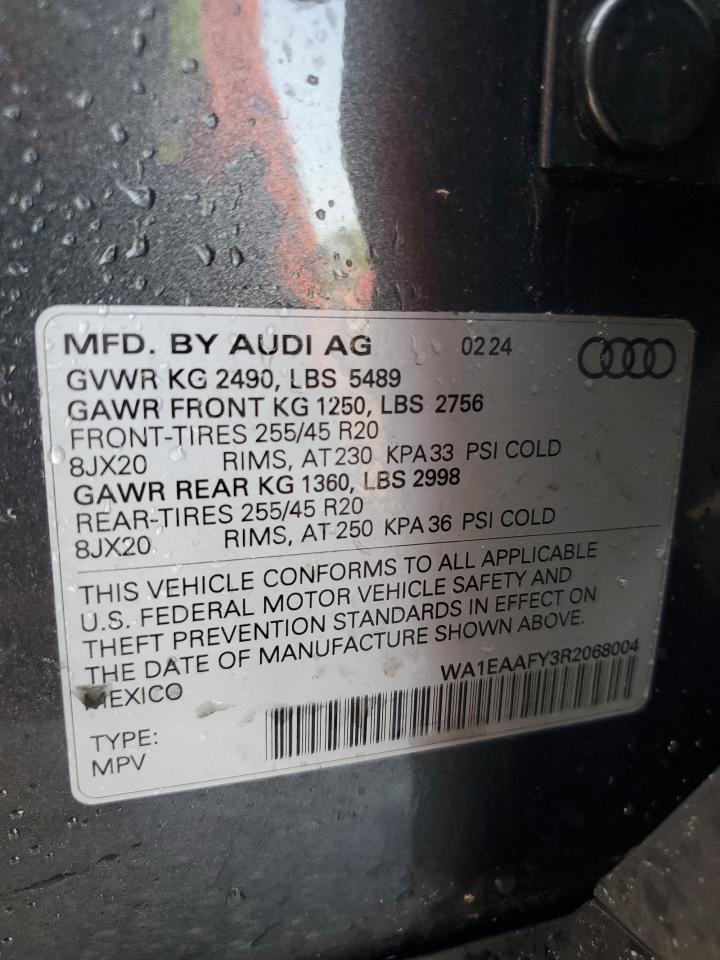 MFD. BY AUDI AG 0224
GVWR KG 2490, LBS 5489
GAWR FRONT KG 1250, LBS 2756
FRONT-TIRES 255/45 R20
8JX20 RIMS, AT 230 KPA 33 PSI COLD
GAWR REAR KG 1360, LBS 2998
REAR-TIRES 255/45 R20
8JX20 RIMS, AT 250 KPA 36 PSI COLD
THIS VEHICLE CONFORMS TO ALL APPLICABLE
U.S. FEDERAL MOTOR VEHICLE SAFETY AND
THEFT PREVENTION STANDARDS IN EFFECT ON
THE DATE OF MANUFACTURE SHOWN ABOVE.
MEXICO WA1EAAFY3R2068004
TYPE:
MPV